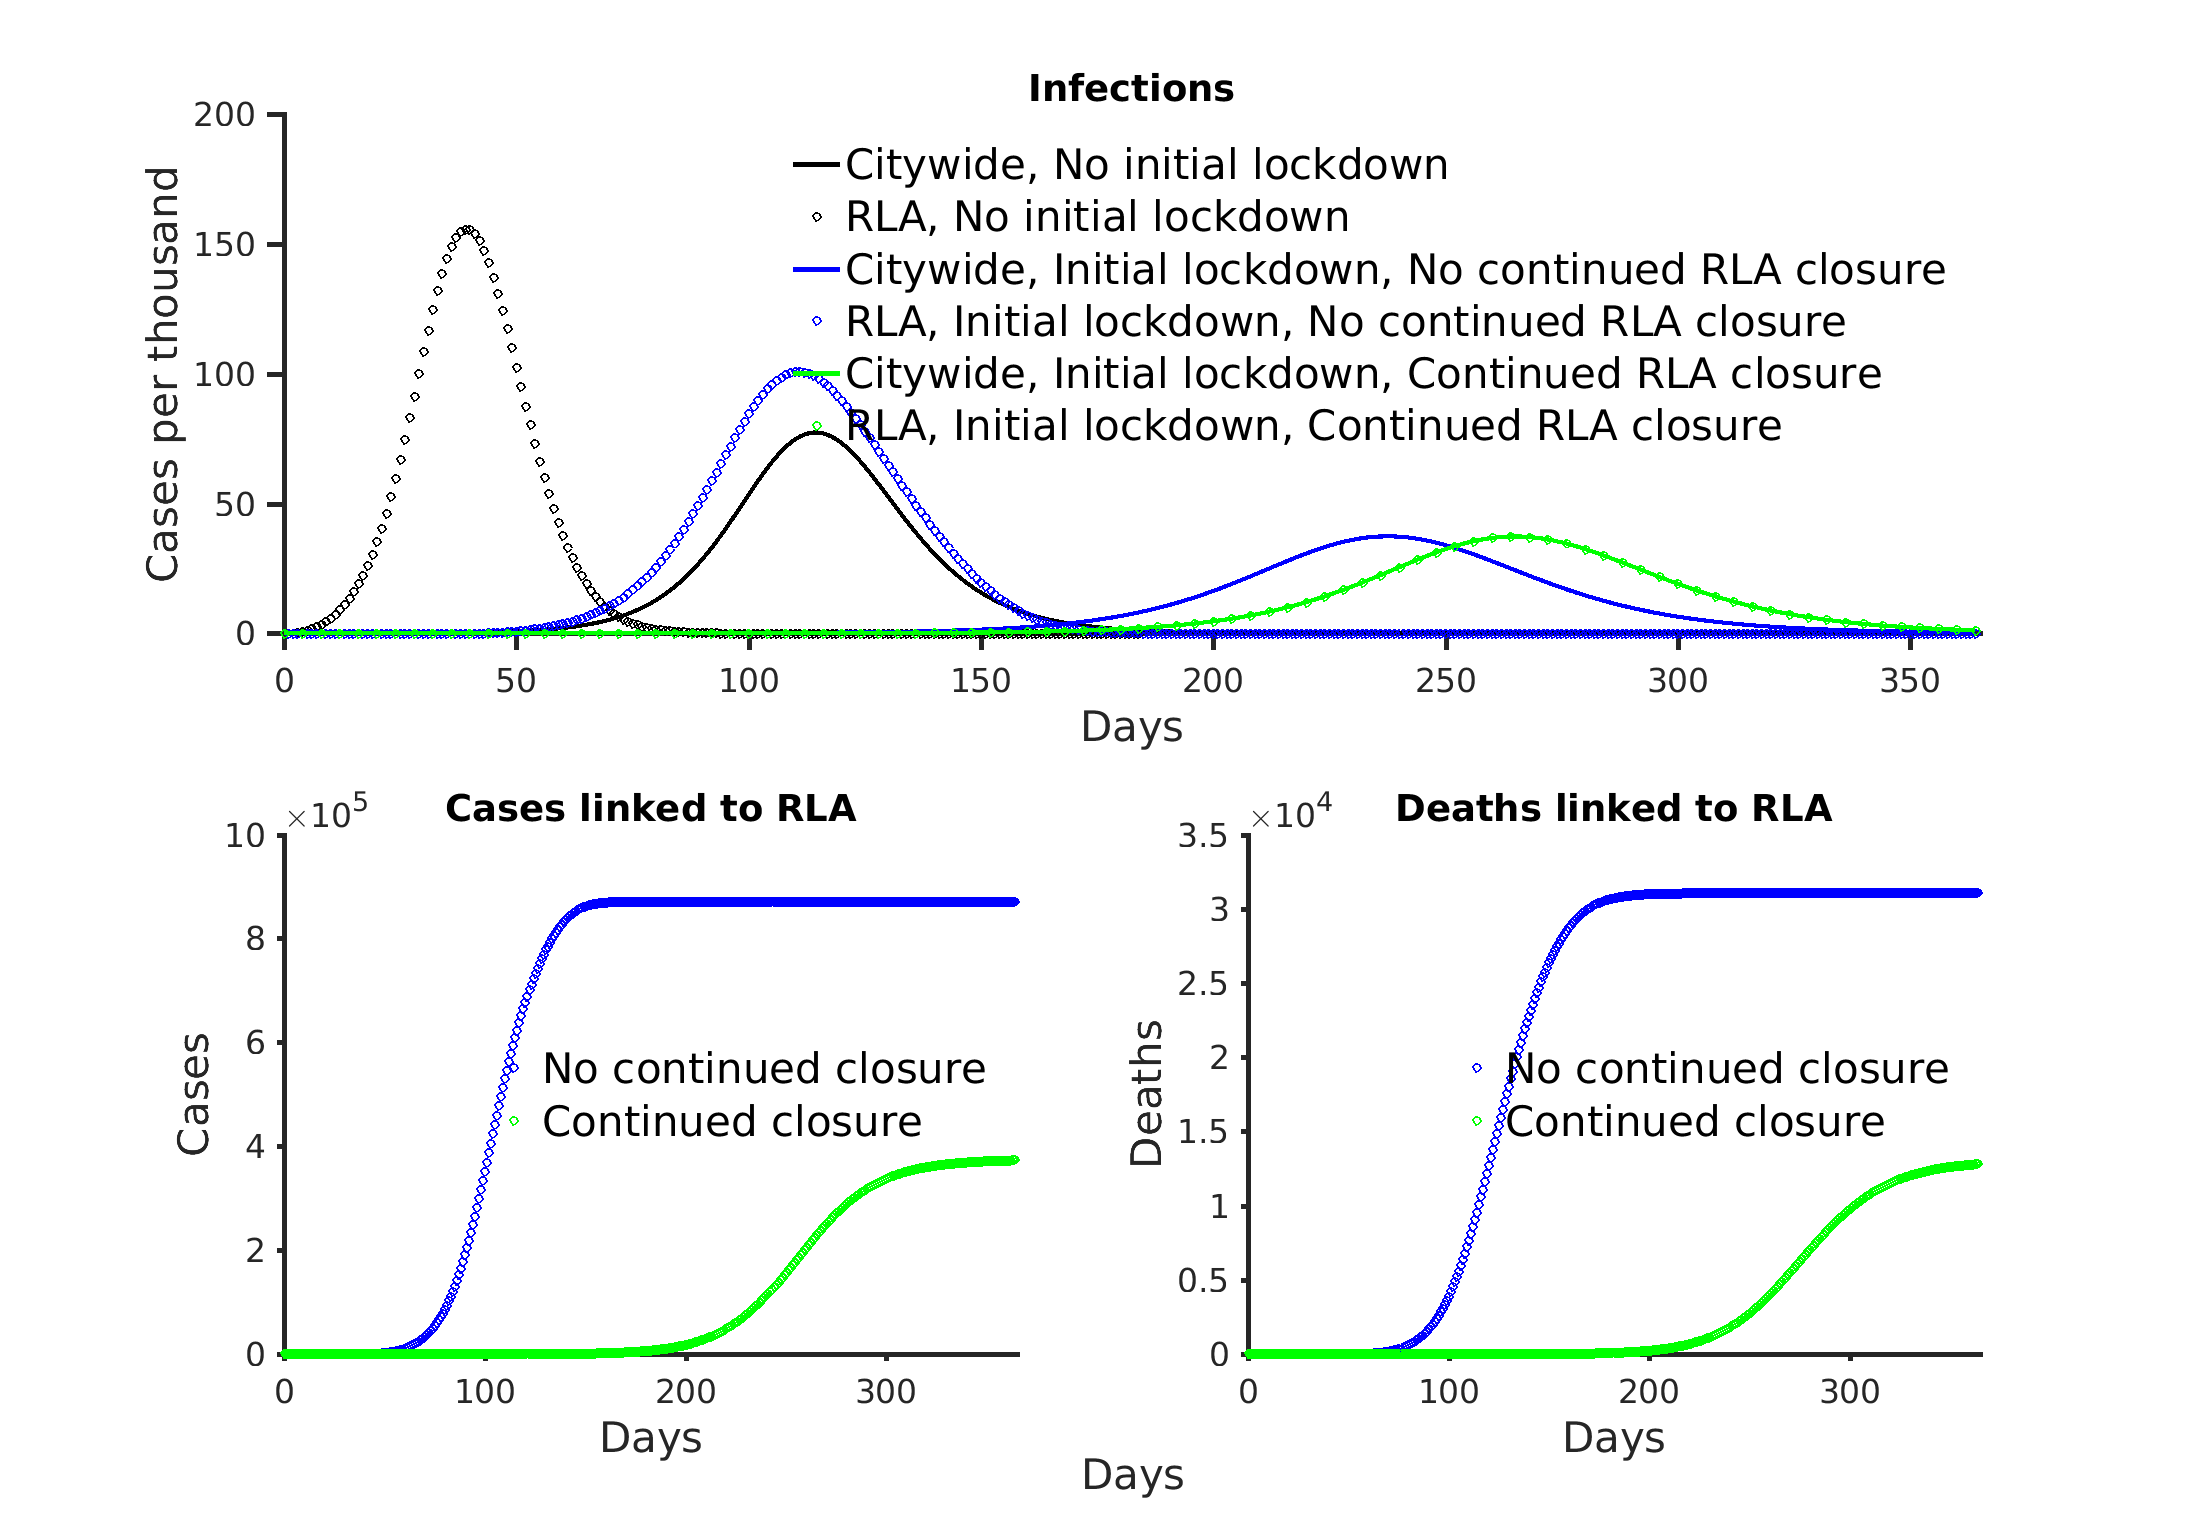 Infections
200
150
100
50
0
Cases per thousand
Citywide, No initial lockdown
RLA, No initial lockdown
Citywide, Initial lockdown, No continued RLA closure
RLA, Initial lockdown, No continued RLA closure
Citywide, Initial lockdown, Continued RLA closure
RLA, Initial lockdown, Continued RLA closure
0 50 100 150 200 250 300 350
Days
×10^5
Cases linked to RLA
10
8
6
4
2
0
Cases
No continued closure
Continued closure
0 100 200 300
Days
×10^4
Deaths linked to RLA
3.5
3
2.5
2
1.5
1
0.5
0
Deaths
No continued closure
Continued closure
0 100 200 300
Days
Days